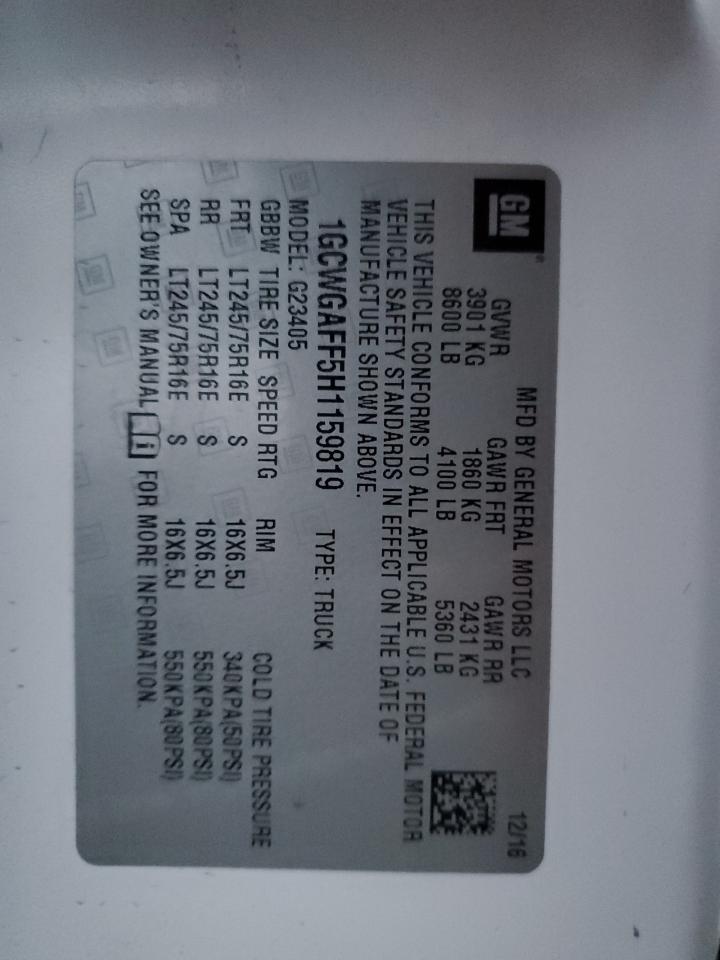 GM
MFD BY GENERAL MOTORS LLC 12/16
GVWR GAWR FRT GAWR RR
3901 KG 1860 KG 2431 KG
8600 LB 4100 LB 5360 LB
THIS VEHICLE CONFORMS TO ALL APPLICABLE U.S. FEDERAL MOTOR
VEHICLE SAFETY STANDARDS IN EFFECT ON THE DATE OF
MANUFACTURE SHOWN ABOVE.
1GCWGAFF5H1159819 TYPE: TRUCK
MODEL: G23405
GBBW TIRE SIZE SPEED RTG RIM COLD TIRE PRESSURE
FRT LT245/75R16E S 16X6.5J 340KPA(50PSI)
RR LT245/75R16E S 16X6.5J 550KPA(80PSI)
SPA LT245/75R16E S 16X6.5J 550KPA(80PSI)
SEE OWNER'S MANUAL i FOR MORE INFORMATION.